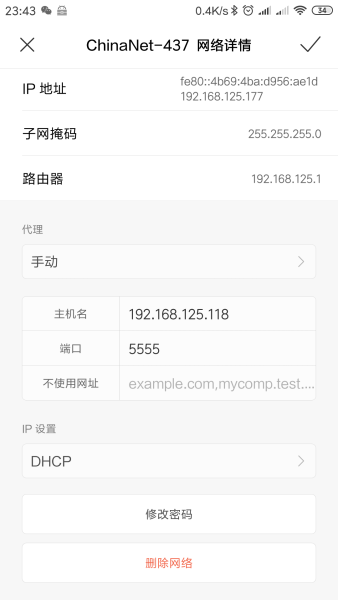 23:43 0.4K/s 34
ChinaNet-437 网络详情
IP 地址
fe80::4b69:4ba:d956:ae1d
192.168.125.177
子网掩码 255.255.255.0
路由器 192.168.125.1
代理
手动
主机名 192.168.125.118
端口 5555
不使用网址 example.com,mycomp.test....
IP 设置
DHCP
修改密码
删除网络